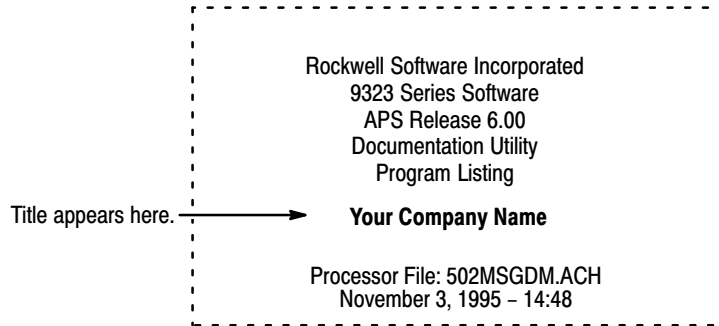 Rockwell Software Incorporated
9323 Series Software
APS Release 6.00
Documentation Utility
Program Listing
Title appears here.
Your Company Name
Processor File: 502MSGDM.ACH
November 3, 1995 – 14:48